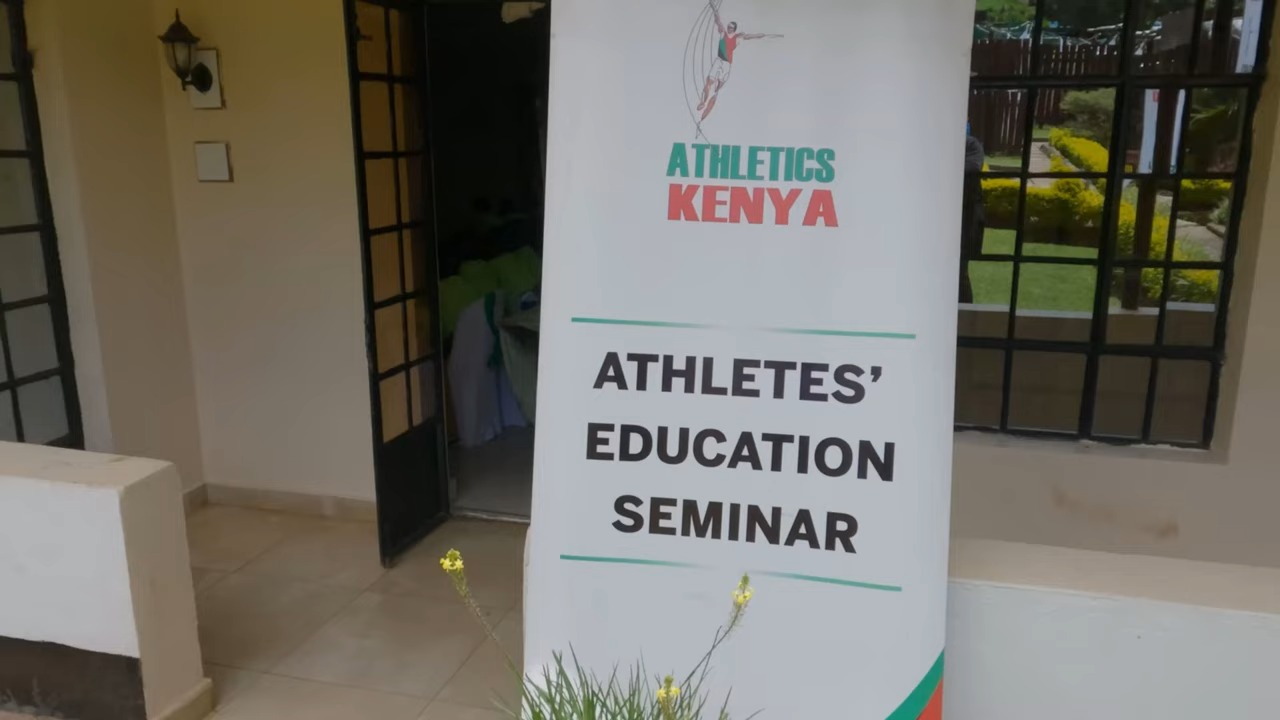 ATHLETICS
KENYA
ATHLETES’
EDUCATION
SEMINAR